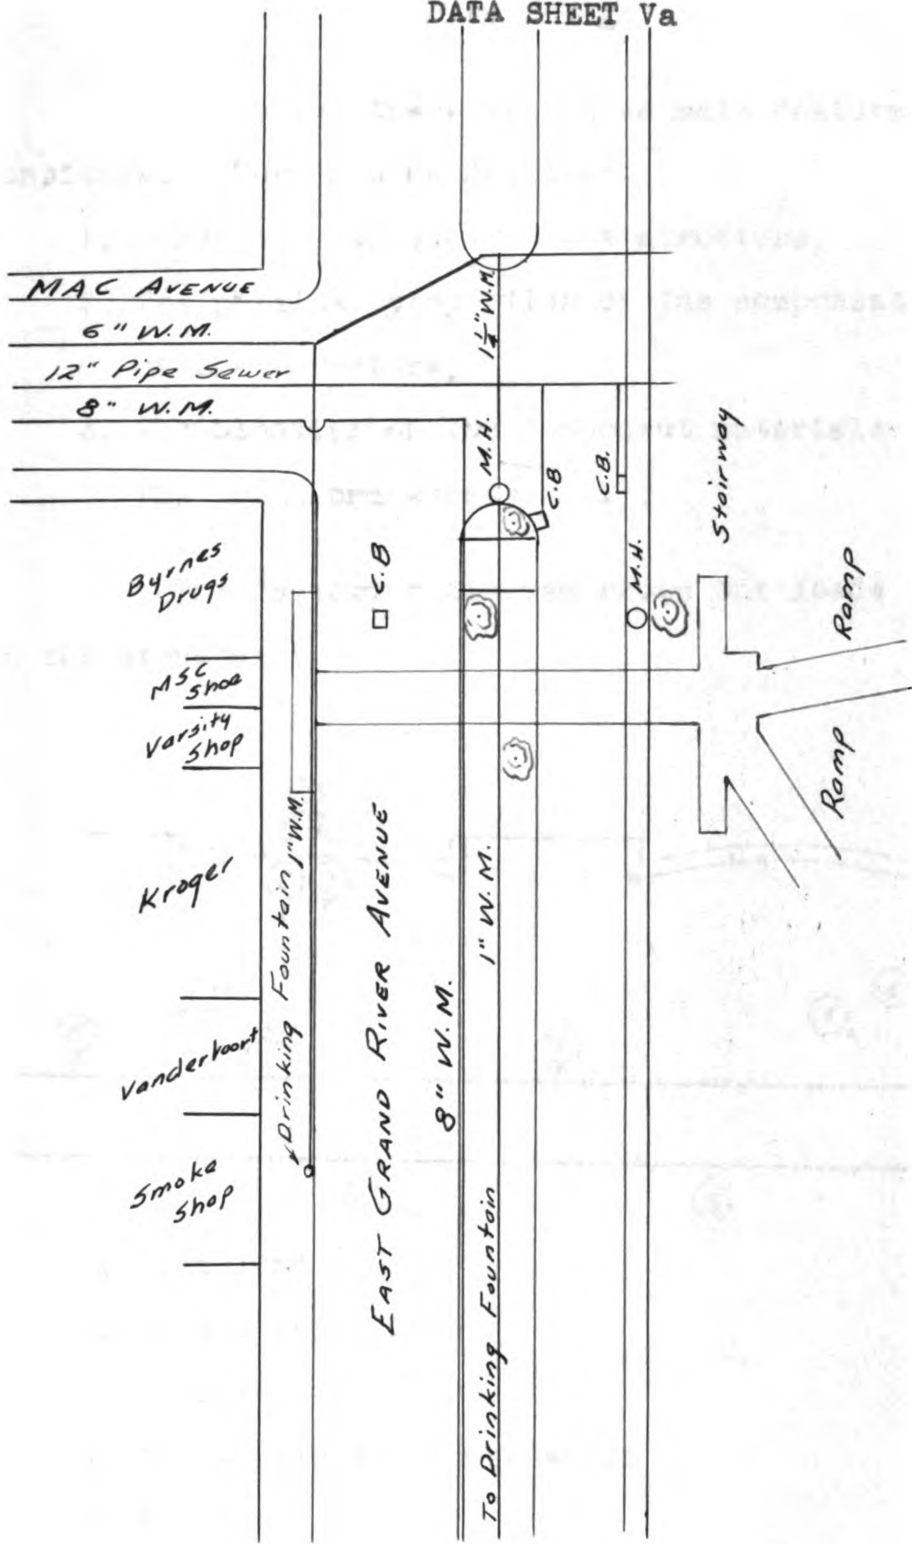 DATA SHEET Va
MAC AVENUE
6" W.M.
12" Pipe Sewer
8" W.M.
1¼" W.M.
M.H.
C.B
C.B.
Stairway
Byrnes
Drugs
C.B
M.H.
Ramp
MSC
Shoe
Varsity
Shop
Ramp
Kroger
Drinking Fountain 1" W.M.
EAST GRAND RIVER AVENUE
1" W.M.
8" W.M.
Vandervoort
Smoke
Shop
To Drinking Fountain